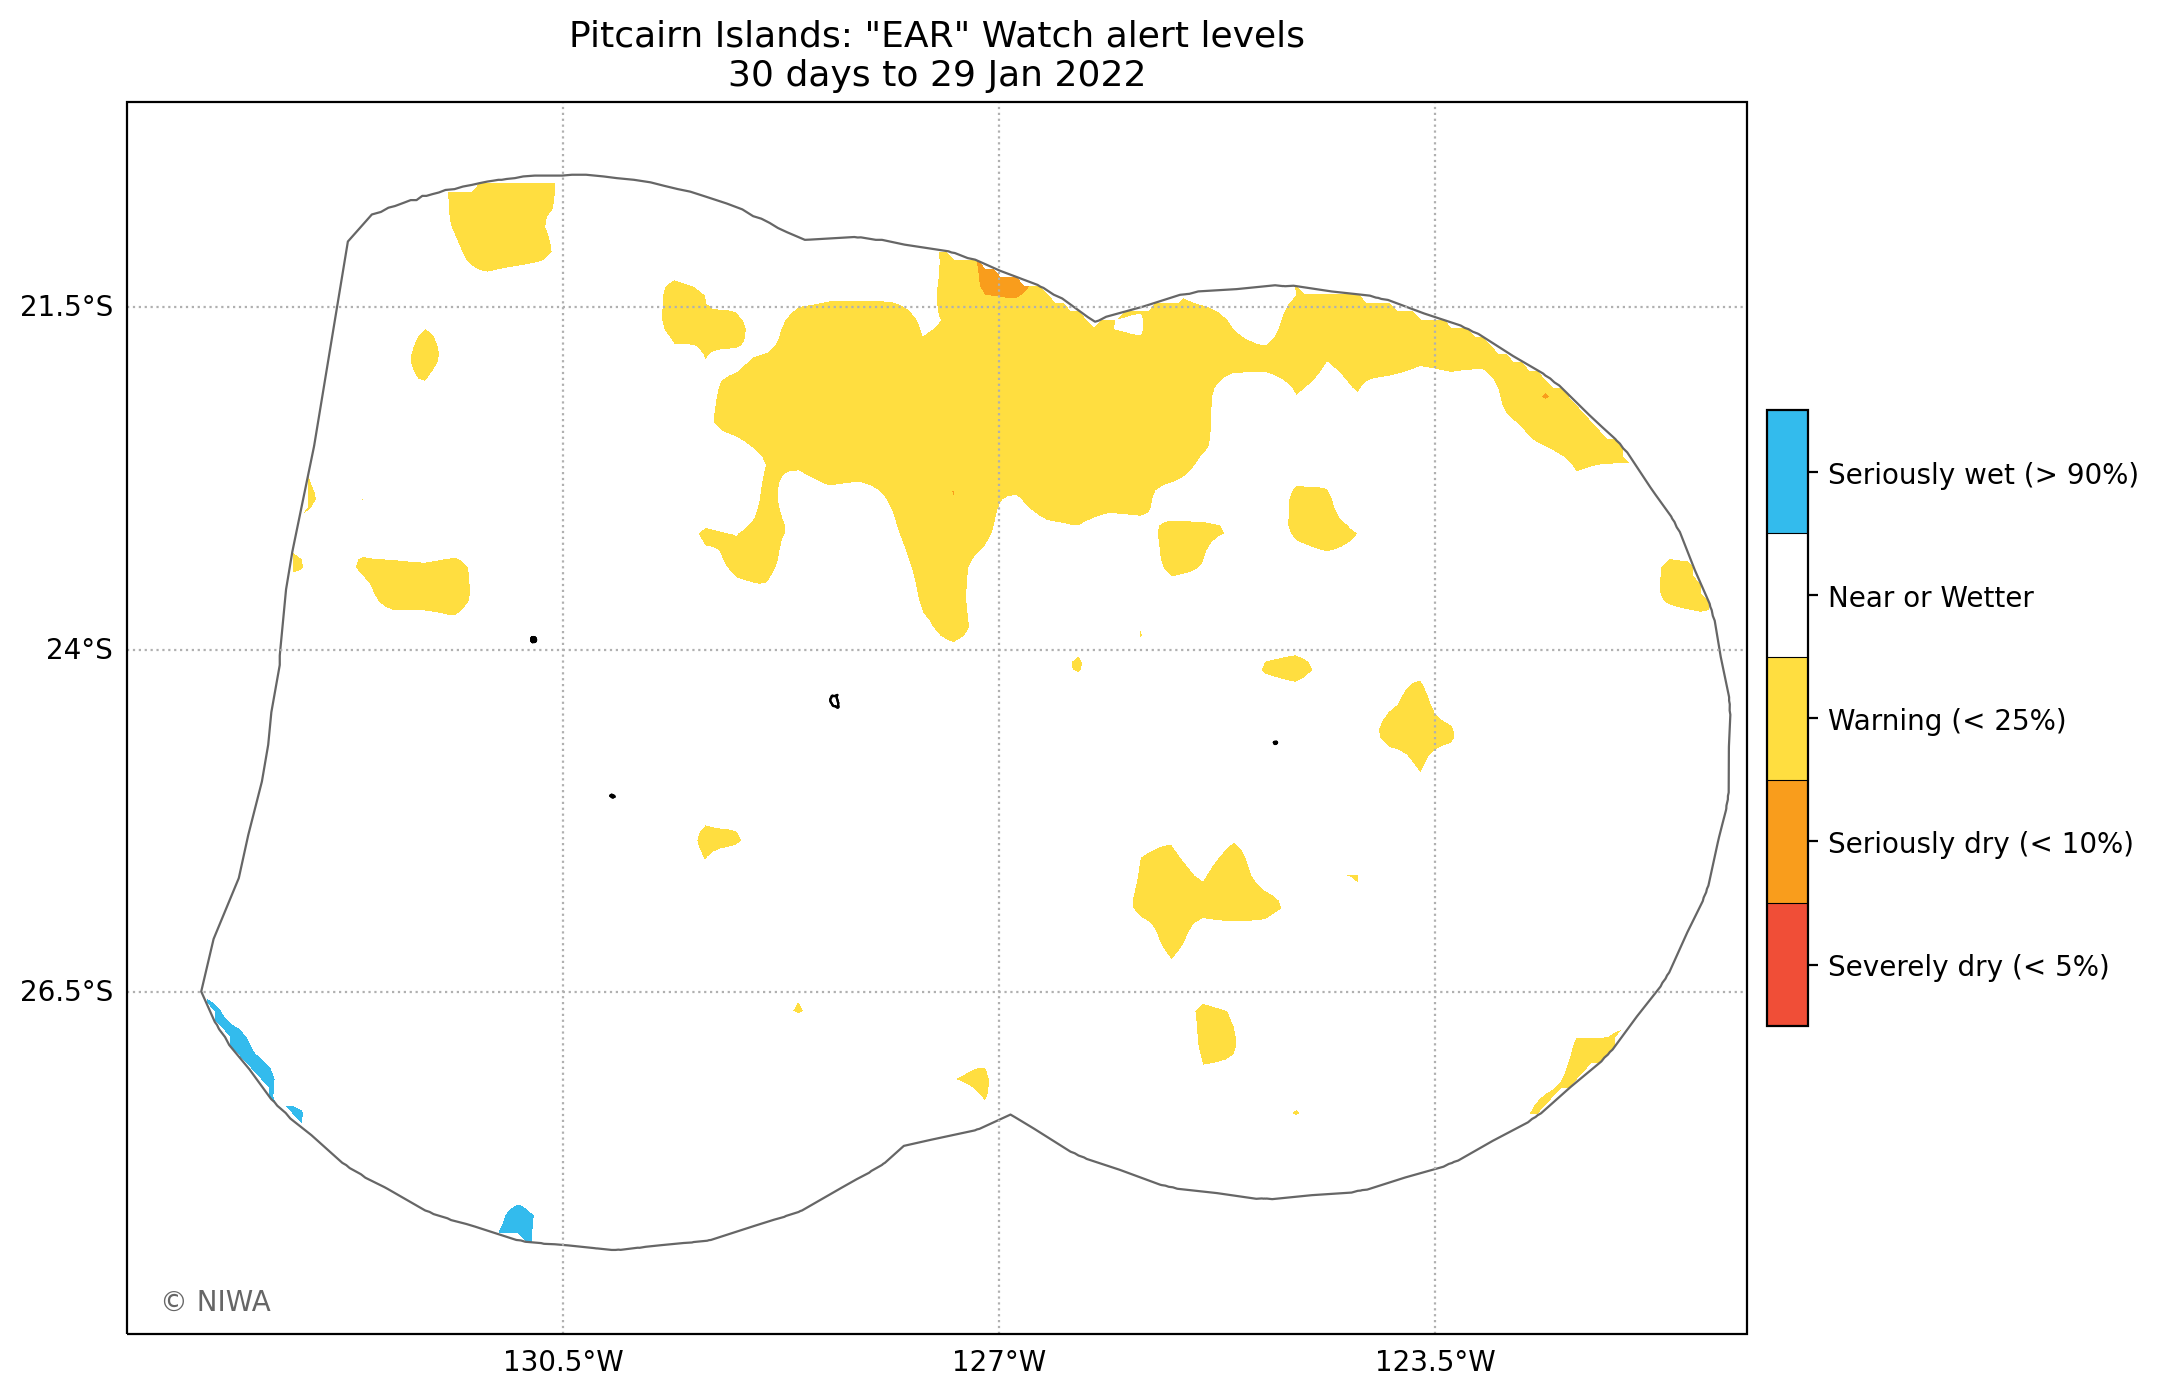 Pitcairn Islands: "EAR" Watch alert levels
30 days to 29 Jan 2022
21.5°S
24°S
26.5°S
130.5°W
127°W
123.5°W
Seriously wet (> 90%)
Near or Wetter
Warning (< 25%)
Seriously dry (< 10%)
Severely dry (< 5%)
© NIWA